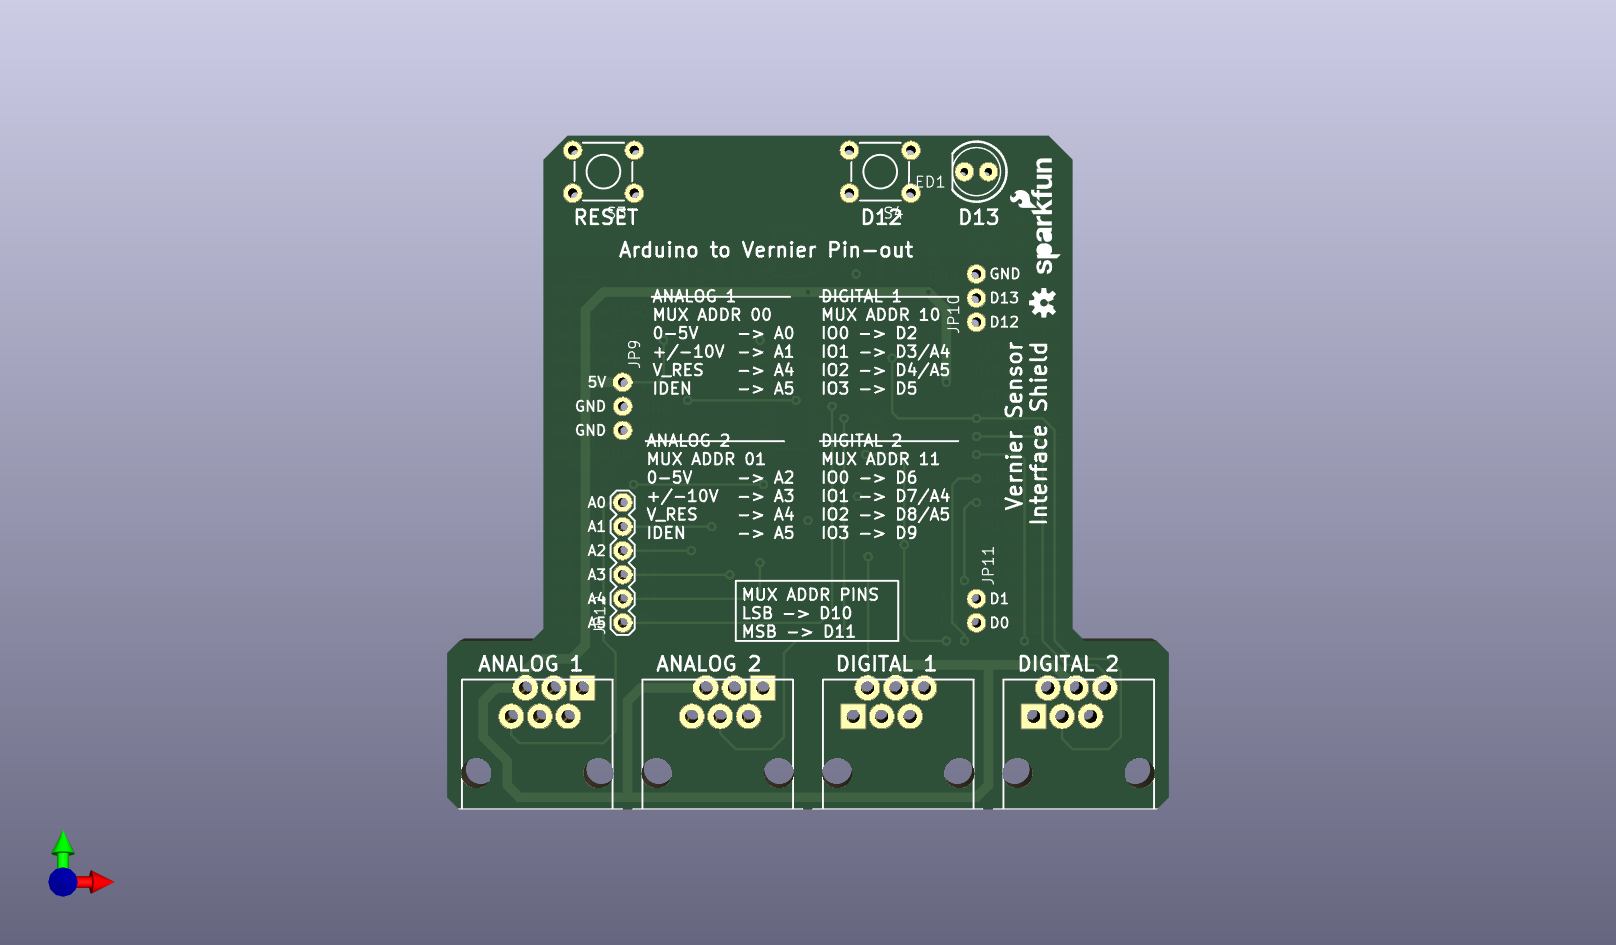 ED1
RESET
S3
D12
S4
D13
sparkfun
Arduino to Vernier Pin-out
GND
D13
D12
JP10
ANALOG 1
MUX ADDR 00
0-5V -> A0
+/-10V -> A1
V_RES -> A4
IDEN -> A5
DIGITAL 1
MUX ADDR 10
IO0 -> D2
IO1 -> D3/A4
IO2 -> D4/A5
IO3 -> D5
JP9
5V
GND
GND
Vernier Sensor
Interface Shield
ANALOG 2
MUX ADDR 01
0-5V -> A2
+/-10V -> A3
V_RES -> A4
IDEN -> A5
DIGITAL 2
MUX ADDR 11
IO0 -> D6
IO1 -> D7/A4
IO2 -> D8/A5
IO3 -> D9
A0
A1
A2
A3
A4
A5
JP11
D1
D0
MUX ADDR PINS
LSB -> D10
MSB -> D11
ANALOG 1
ANALOG 2
DIGITAL 1
DIGITAL 2